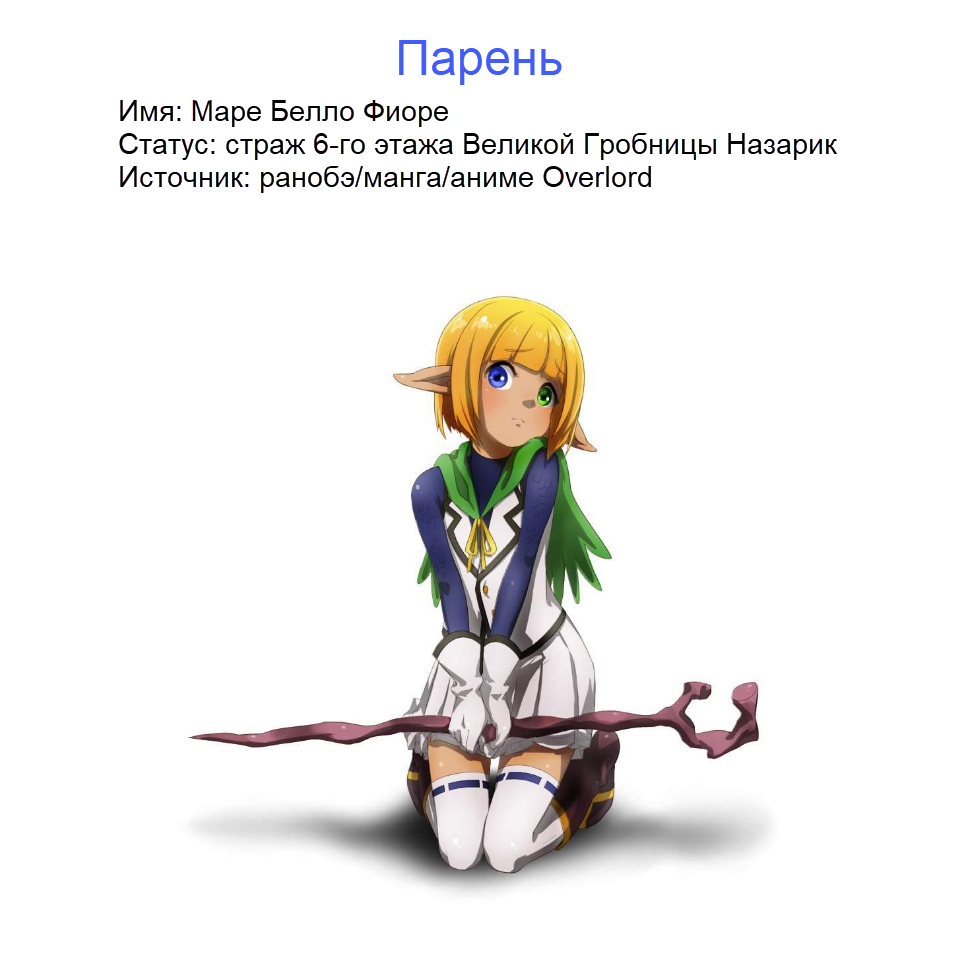 Парень
Имя: Маре Белло Фиоре
Статус: страж 6-го этажа Великой Гробницы Назарик
Источник: ранобэ/манга/аниме Overlord